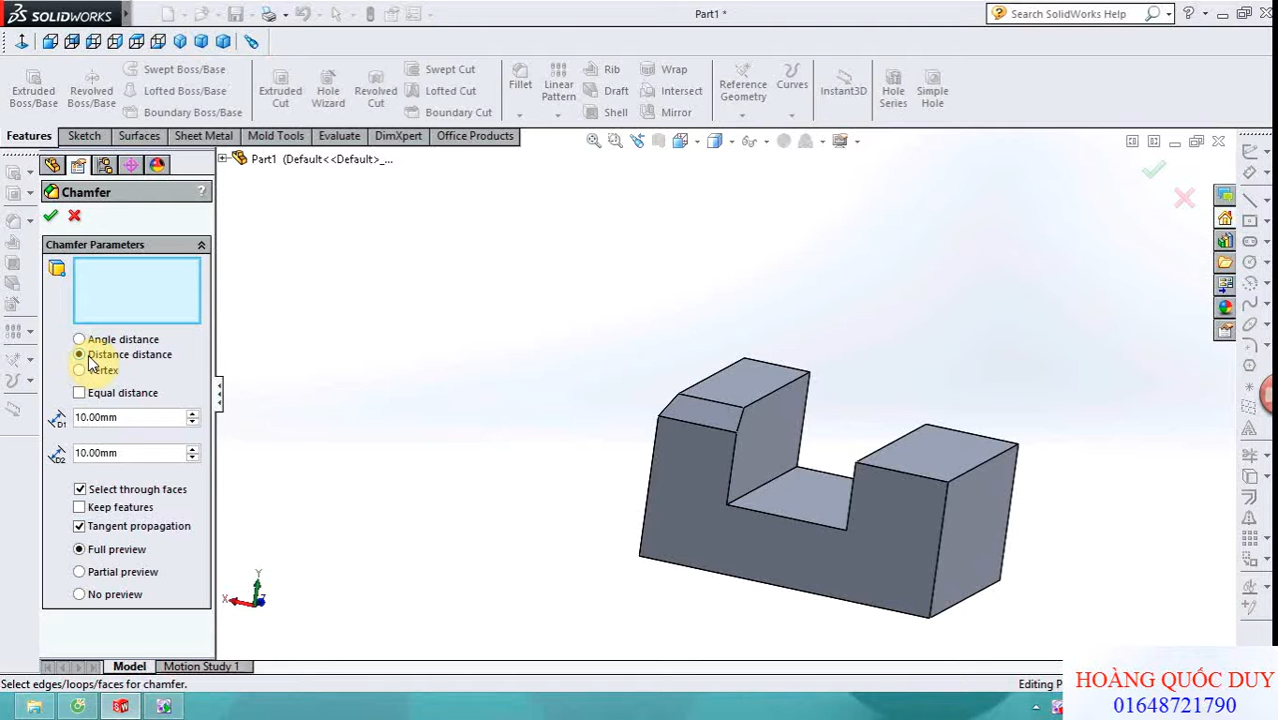 SOLIDWORKS
Part1 *
Search SolidWorks Help
Extruded Boss/Base
Revolved Boss/Base
Swept Boss/Base
Lofted Boss/Base
Boundary Boss/Base
Extruded Cut
Hole Wizard
Revolved Cut
Swept Cut
Lofted Cut
Boundary Cut
Fillet
Linear Pattern
Rib
Draft
Shell
Wrap
Intersect
Mirror
Reference Geometry
Curves
Instant3D
Hole Series
Simple Hole
Features
Sketch
Surfaces
Sheet Metal
Mold Tools
Evaluate
DimXpert
Office Products
Part1 (Default<<Default>_...
Chamfer
?
Chamfer Parameters
Angle distance
Distance distance
Vertex
Equal distance
D1
10.00mm
D2
10.00mm
Select through faces
Keep features
Tangent propagation
Full preview
Partial preview
No preview
Y
X
Z
Model
Motion Study 1
Select edges/loops/faces for chamfer.
Editing P
HOÀNG QUỐC DUY
01648721790